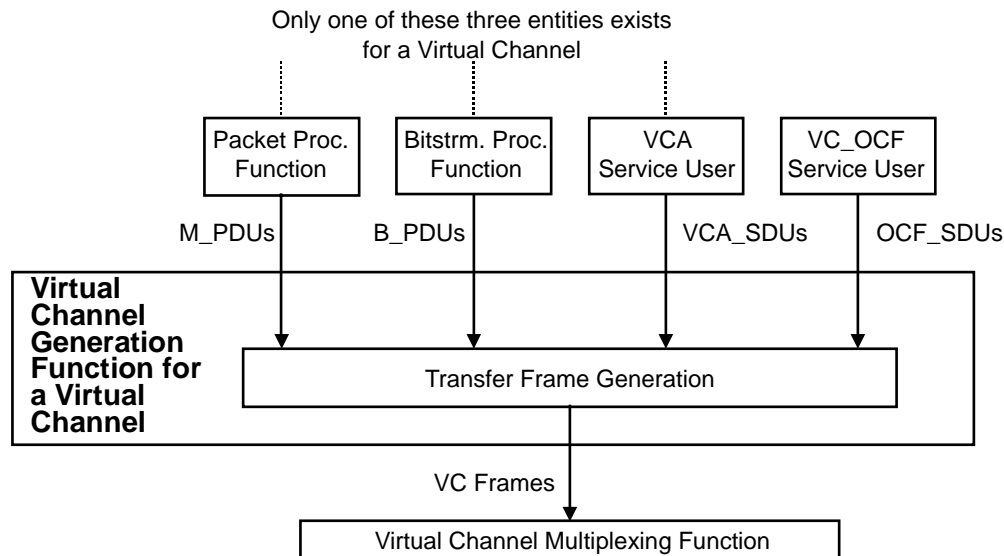 Only one of these three entities exists
for a Virtual Channel
Packet Proc.
Function
Bitstrm. Proc.
Function
VCA
Service User
VC_OCF
Service User
M_PDUs
B_PDUs
VCA_SDUs
OCF_SDUs
Virtual
Channel
Generation
Function for
a Virtual
Channel
Transfer Frame Generation
VC Frames
Virtual Channel Multiplexing Function